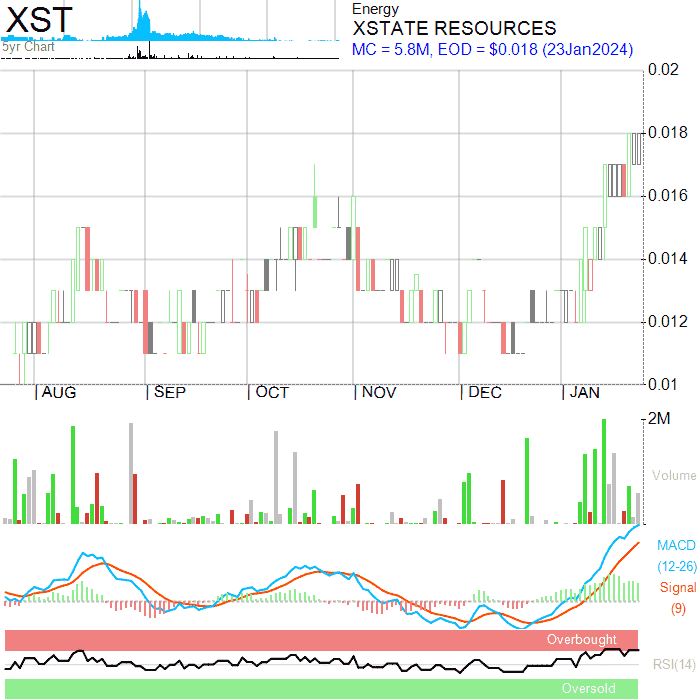 XST
5yr Chart
Energy
XSTATE RESOURCES
MC = 5.8M, EOD = $0.018 (23Jan2024)
0.02
0.018
0.016
0.014
0.012
0.01
AUG
SEP
OCT
NOV
DEC
JAN
2M
Volume
MACD
(12-26)
Signal
(9)
Overbought
RSI(14)
Oversold